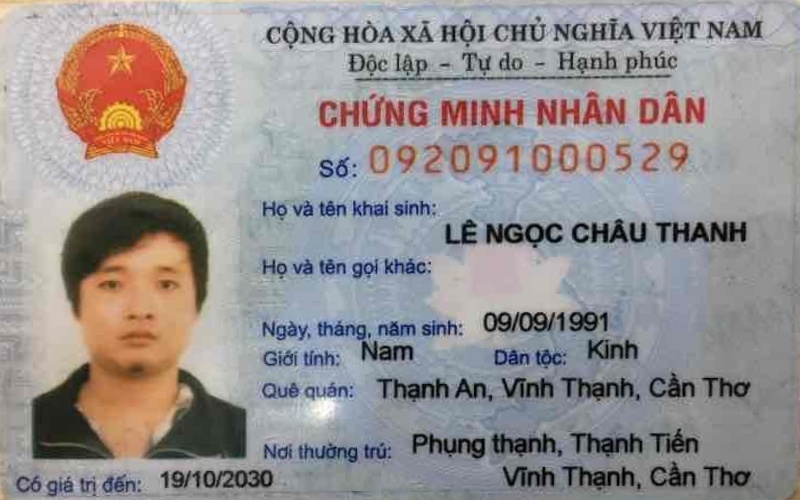 CỘNG HÒA XÃ HỘI CHỦ NGHĨA VIỆT NAM
Độc lập - Tự do - Hạnh phúc
CHỨNG MINH NHÂN DÂN
Số: 092091000529
Họ và tên khai sinh:
LÊ NGỌC CHÂU THANH
Họ và tên gọi khác:
Ngày, tháng, năm sinh: 09/09/1991
Giới tính: Nam Dân tộc: Kinh
Quê quán: Thạnh An, Vĩnh Thạnh, Cần Thơ
Nơi thường trú: Phụng thạnh, Thạnh Tiến
Vĩnh Thạnh, Cần Thơ
Có giá trị đến: 19/10/2030
VIỆT NAM